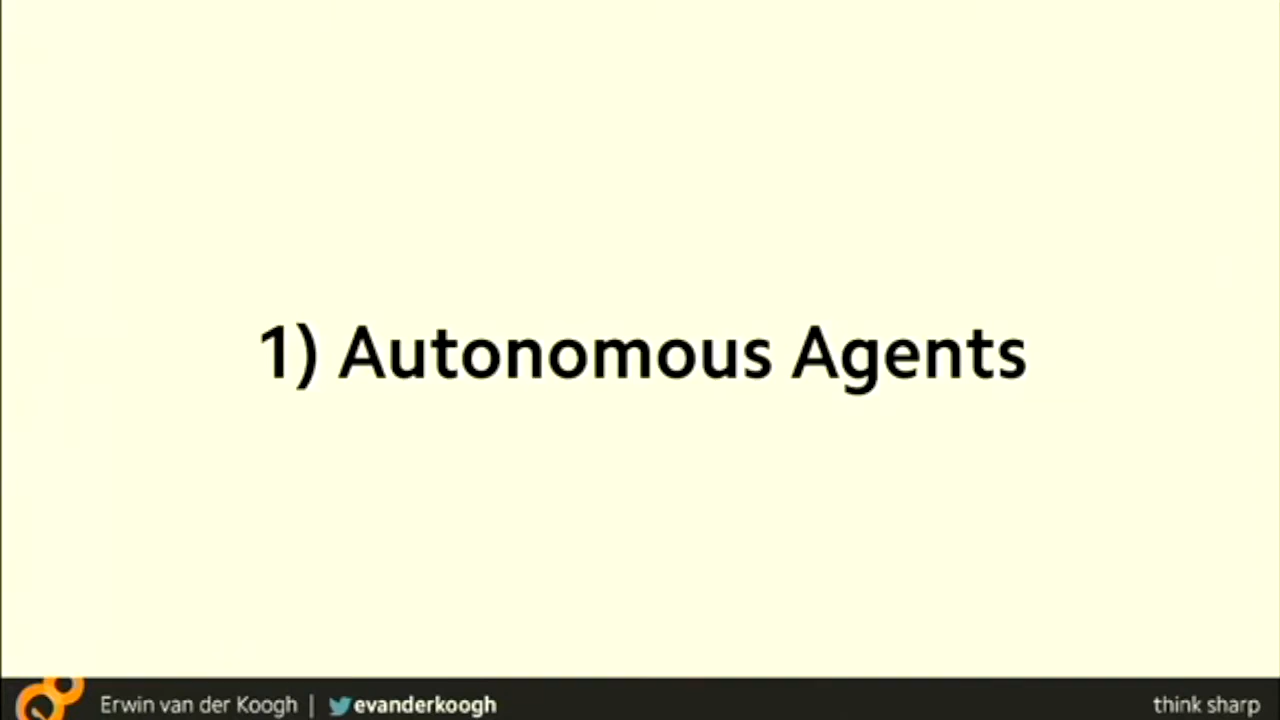 1) Autonomous Agents
Erwin van der Koogh | evanderkoogh
think sharp